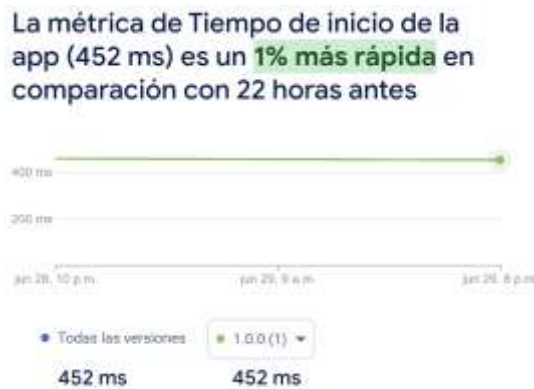 La métrica de Tiempo de inicio de la
app (452 ms) es un 1% más rápida en
comparación con 22 horas antes
400 ms
200 ms
jun 28, 10 p.m. jun 29, 9 a.m. jun 29, 8 p.m.
Todas las versiones 1.0.0 (1)
452 ms 452 ms